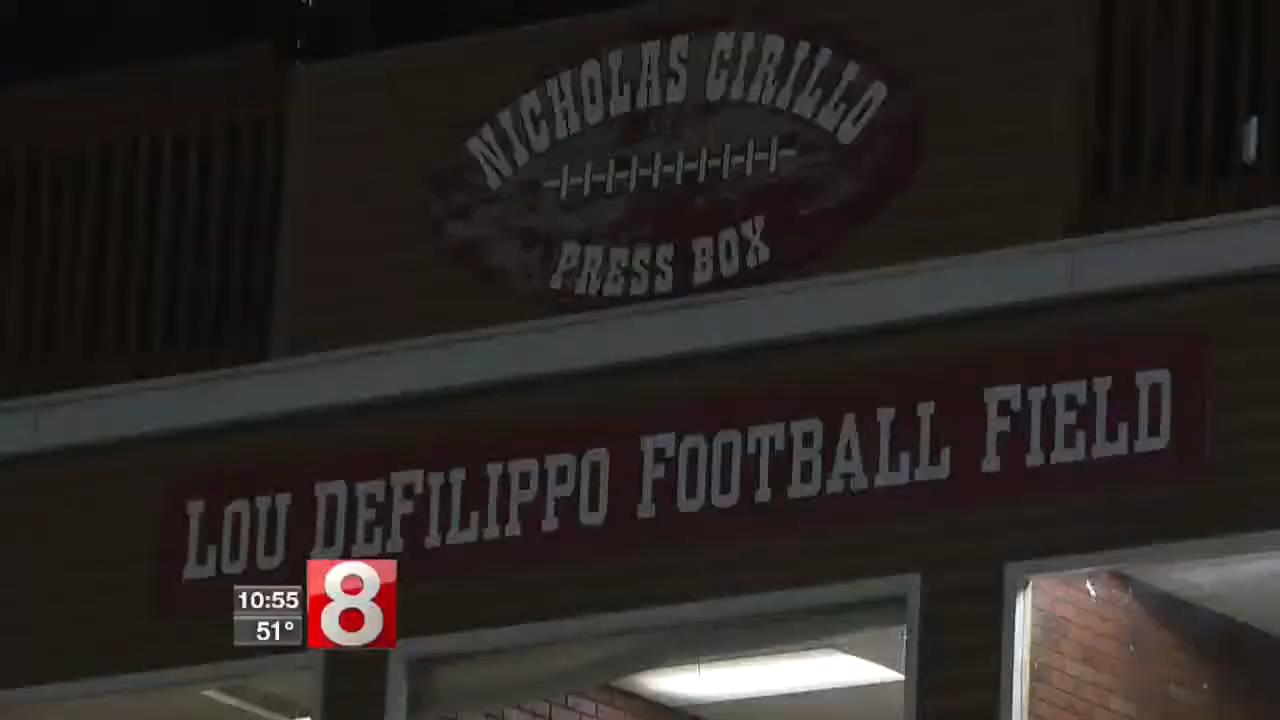 NICHOLAS CIRILLO
PRESS BOX
LOU DEFILIPPO FOOTBALL FIELD
10:55
51°
8